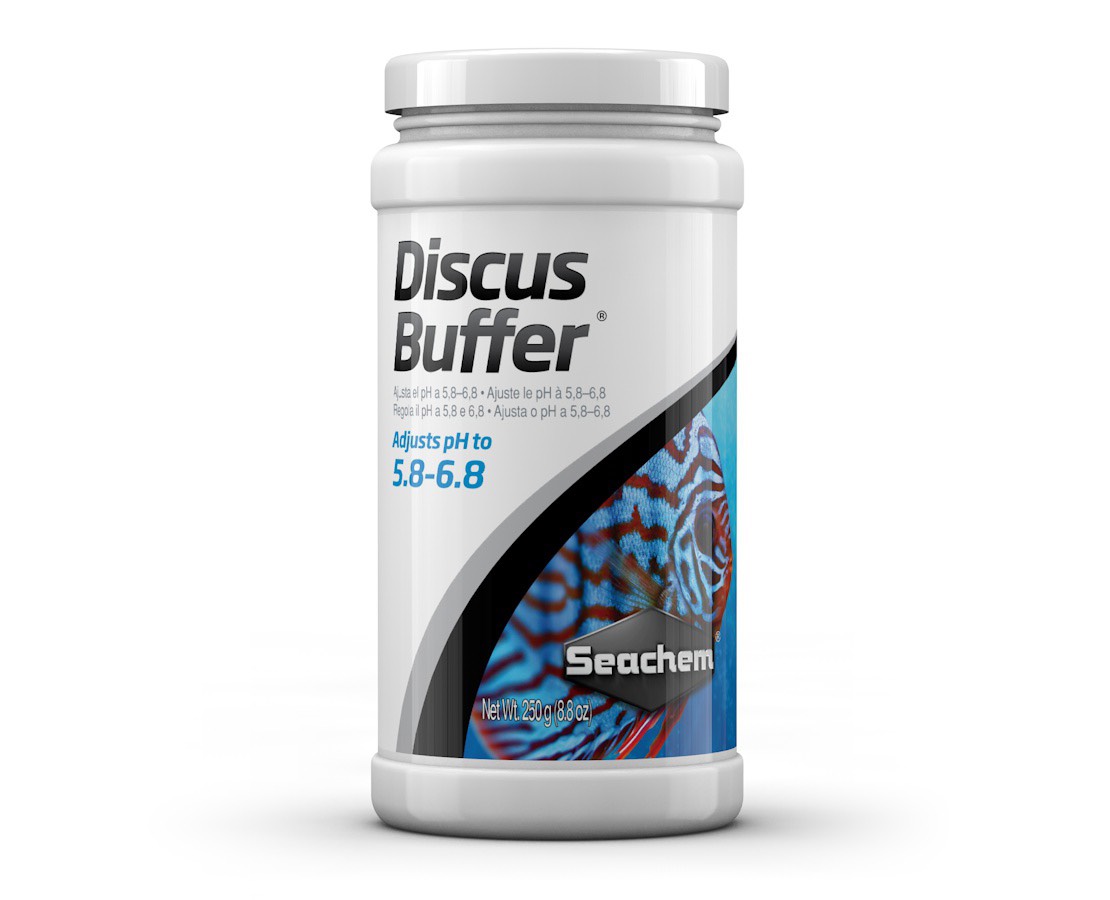 Discus
Buffer®
Ajusta el pH a 5,8–6,8 • Ajuste le pH à 5,8–6,8
Regola il pH a 5,8 e 6,8 • Ajusta o pH a 5,8–6,8
Adjusts pH to
5.8-6.8
Seachem®
Net Wt. 250 g (8.8 oz)